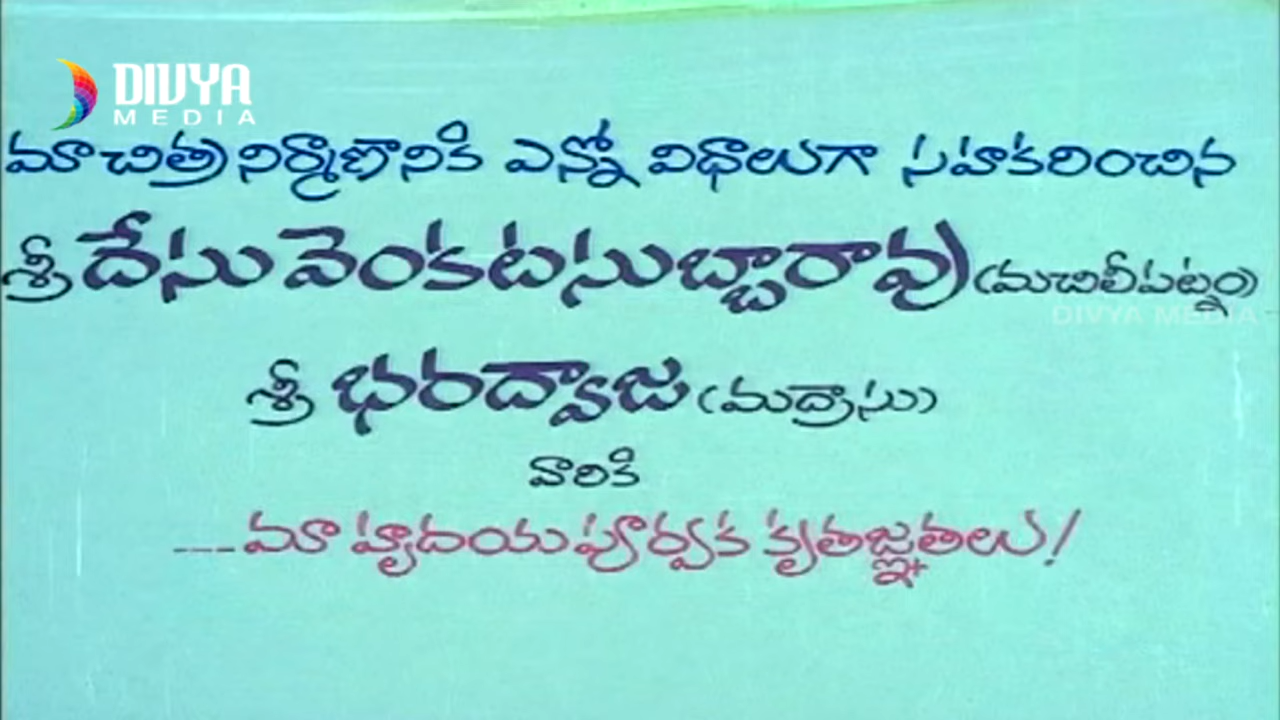 DIVYA
MEDIA
మా చిత్ర నిర్మాణానికి ఎన్నో విధాలుగా సహకరించిన
శ్రీ దేసు వెంకటసుబ్బారావు (మచిలీపట్నం)
DIVYA MEDIA
శ్రీ భరద్వాజ (మద్రాసు)
వారికి
--- మా హృదయపూర్వక కృతజ్ఞతలు!